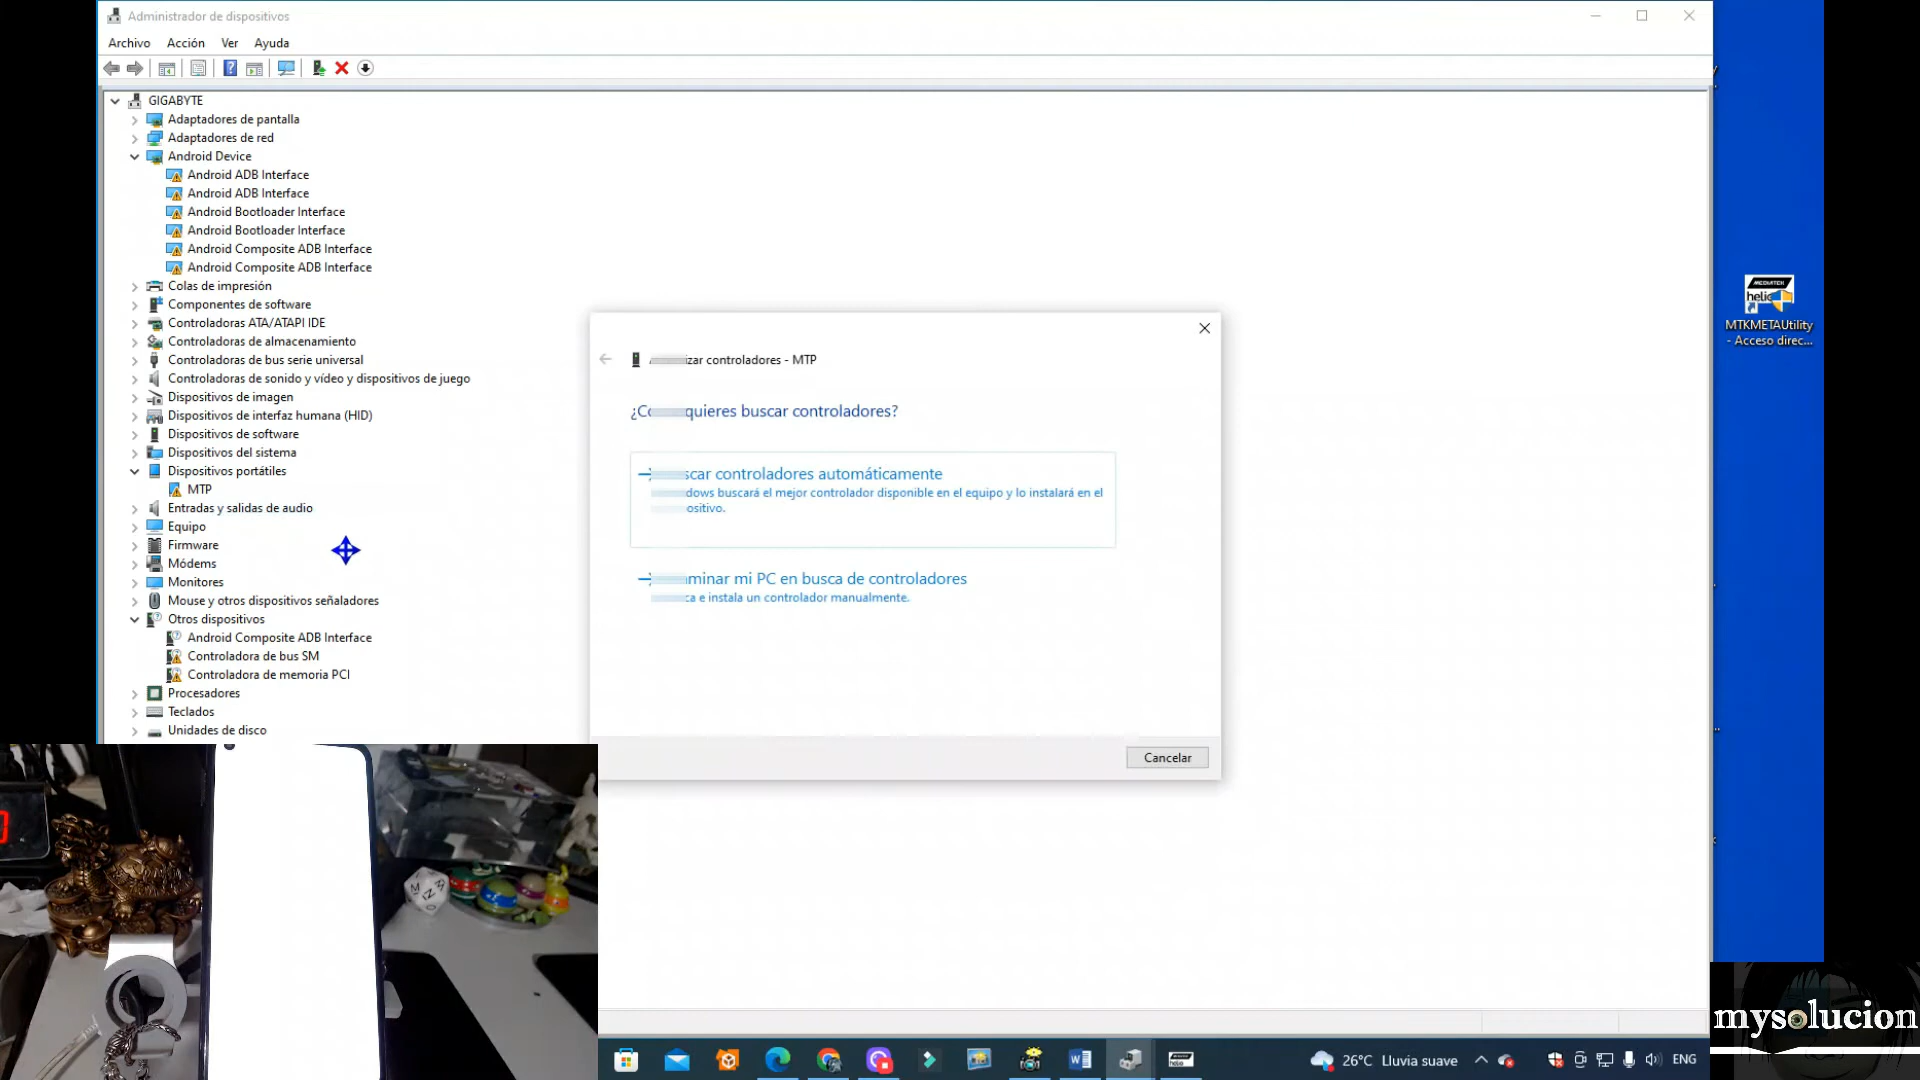 Administrador de dispositivos
Archivo Acción Ver Ayuda
GIGABYTE
Adaptadores de pantalla
Adaptadores de red
Android Device
Android ADB Interface
Android ADB Interface
Android Bootloader Interface
Android Bootloader Interface
Android Composite ADB Interface
Android Composite ADB Interface
Colas de impresión
Componentes de software
Controladoras ATA/ATAPI IDE
Controladoras de almacenamiento
Controladoras de bus serie universal
Controladoras de sonido y vídeo y dispositivos de juego
Dispositivos de imagen
Dispositivos de interfaz humana (HID)
Dispositivos de software
Dispositivos del sistema
Dispositivos portátiles
MTP
Entradas y salidas de audio
Equipo
Firmware
Módems
Monitores
Mouse y otros dispositivos señaladores
Otros dispositivos
Android Composite ADB Interface
Controladora de bus SM
Controladora de memoria PCI
Procesadores
Teclados
Unidades de disco
controladores - MTP
quieres buscar controladores?
controladores automáticamente
buscará el mejor controlador disponible en el equipo y lo instalará en el
mi PC en busca de controladores
e instala un controlador manualmente.
Cancelar
MEDIATEK
helio
MTKMETAUtility
- Acceso direc...
26°C Lluvia suave
ENG
mysolucion